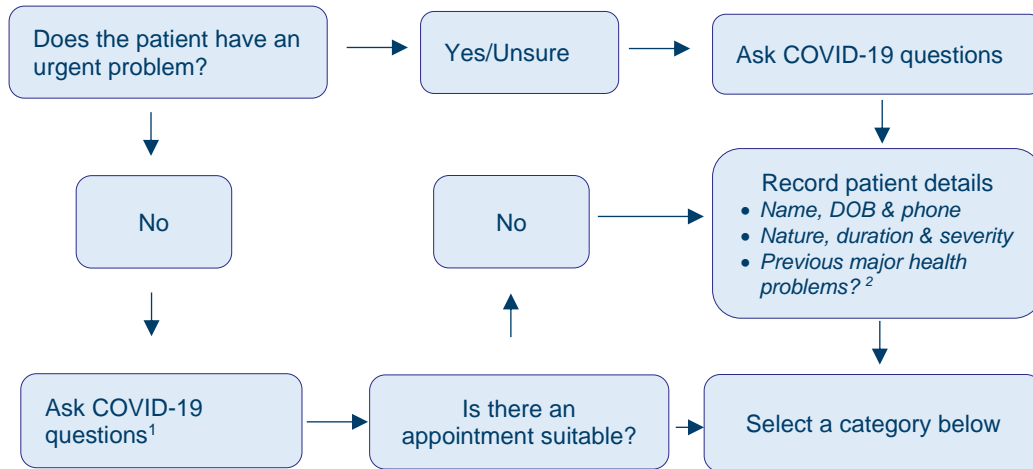 Does the patient have an
urgent problem?
Yes/Unsure
Ask COVID-19 questions
No
No
Record patient details
• Name, DOB & phone
• Nature, duration & severity
• Previous major health
problems? ²
Ask COVID-19
questions¹
Is there an
appointment suitable?
Select a category below